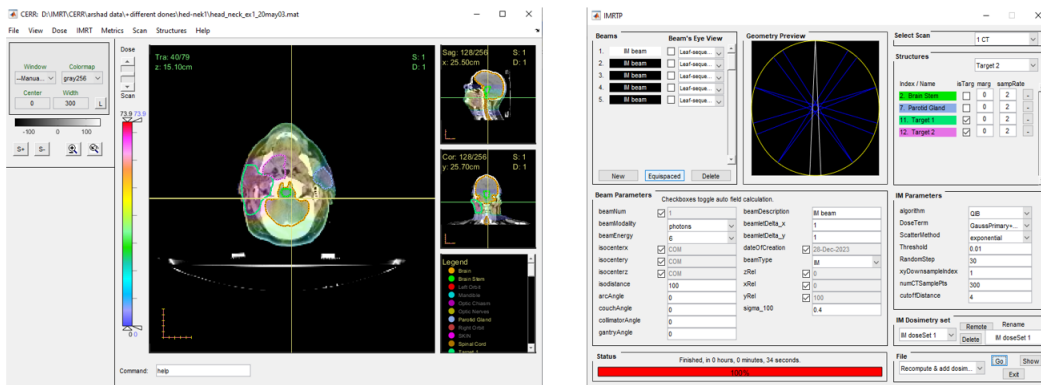 CERR: D:\IMRT\CERR\arshad data\+different dones\hed-nek1\head_neck_ex1_20may03.mat
File View Dose IMRT Metrics Scan Structures Help
Window Colormap
--Manua... gray256
Center Width
0 300 L
-100 0 100
S+ S-
Dose
Scan
73.9 73.9
0 0
Tra: 40/79 S: 1
z: 15.10cm D: 1
Sag: 128/256 S: 1
x: 25.50cm D: 1
Cor: 128/256 S: 1
y: 25.70cm D: 1
Legend
Brain
Brain Stem
Left Orbit
Mandible
Optic Chiasm
Optic Nerves
Parotid Gland
Right Orbit
SKIN
Spinal Cord
Target 1
Command: help
IMRTP
Beams Beam's Eye View
1. IM beam Leaf-seque...
2. IM beam Leaf-seque...
3. IM beam Leaf-seque...
4. IM beam Leaf-seque...
5. IM beam Leaf-seque...
New Equispaced Delete
Geometry Preview
Select Scan
1 CT
Structures
Target 2
Index / Name isTarg marg sampRate
2. Brain Stem 0 2 -
7. Parotid Gland 0 2 -
11. Target 1 0 2 -
12. Target 2 0 2 -
Beam Parameters Checkboxes toggle auto field calculation.
beamNum 1 beamDescription IM beam
beamModality photons beamletDelta_x 1
beamEnergy 6 beamletDelta_y 1
isocenterx COM dateOfCreation 26-Dec-2023
isocentery COM beamType IM
isocenterz COM zRel 0
isodistance 100 xRel 0
arcAngle 0 yRel 100
couchAngle 0 sigma_100 0.4
collimatorAngle 0
gantryAngle 0
IM Parameters
algorithm QIB
DoseTerm GaussPrimary+...
ScatterMethod exponential
Threshold 0.01
RandomStep 30
xyDownsampleIndex 1
numCTSamplePts 300
cutoffDistance 4
IM Dosimetry set Remote Rename
IM doseSet 1 Delete IM doseSet 1
Status
Finished, in 0 hours, 0 minutes, 34 seconds.
100%
File
Recompute & add dosim... Go Show
Exit